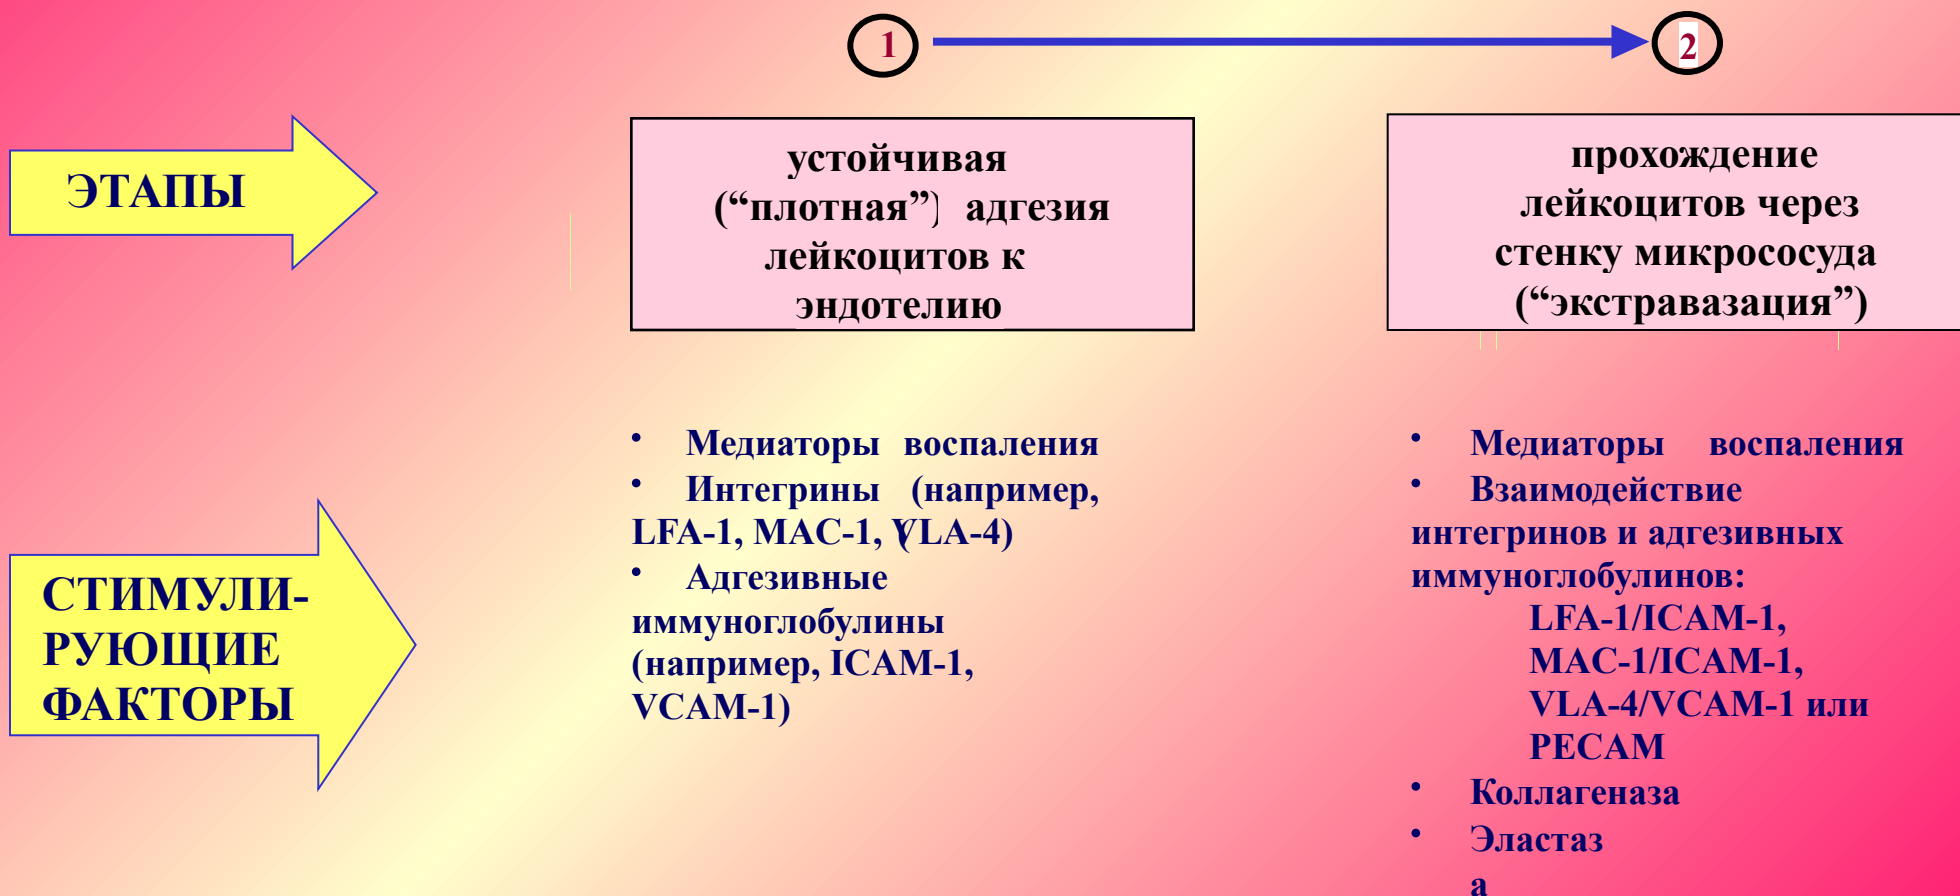 1
2
ЭТАПЫ
устойчивая
(“плотная”) адгезия
лейкоцитов к
эндотелию
прохождение
лейкоцитов через
стенку микрососуда
(“экстравазация”)
СТИМУЛИ-
РУЮЩИЕ
ФАКТОРЫ
• Медиаторы воспаления
• Интегрины (например,
LFA-1, MAC-1, VLA-4)
• Адгезивные
иммуноглобулины
(например, ICAM-1,
VCAM-1)
• Медиаторы воспаления
• Взаимодействие
интегринов и адгезивных
иммуноглобулинов:
LFA-1/ICAM-1,
MAC-1/ICAM-1,
VLA-4/VCAM-1 или
PECAM
• Коллагеназа
• Эластаз
а